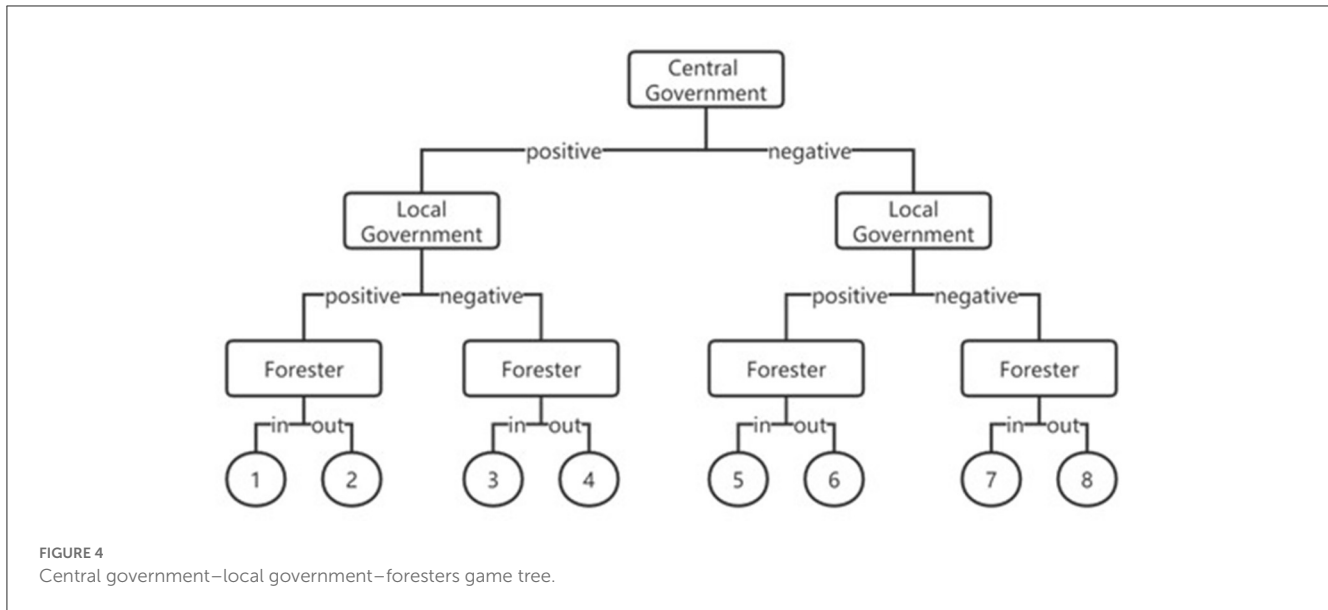 Central
Government
positive negative
Local
Government
Local
Government
positive negative positive negative
Forester Forester Forester Forester
in out in out in out in out
1 2 3 4 5 6 7 8
FIGURE 4
Central government–local government–foresters game tree.